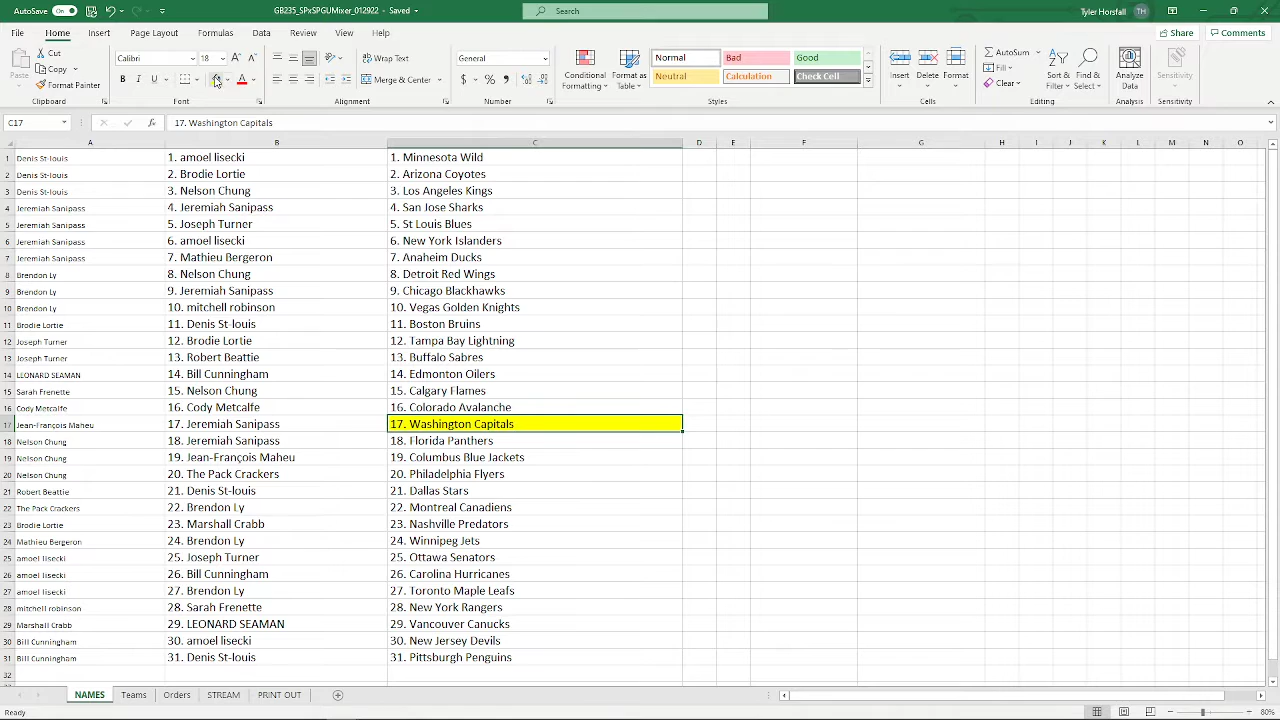 AutoSave On GB235_SPxSPGUMixer_012922 - Saved Search Tyler Horsfall TH
File Home Insert Page Layout Formulas Data Review View Help Share Comments
Paste Cut Copy Format Painter Clipboard
Calibri 18 B I U Font
Wrap Text Merge & Center Alignment
General $ % Number
Conditional Formatting Format as Table
Normal Bad Good
Neutral Calculation Check Cell
Styles
Insert Delete Format Cells
AutoSum Fill Clear Sort & Filter Find & Select Editing
Analyze Data Analysis
Sensitivity Sensitivity
C17 fx 17. Washington Capitals
A B C D E F G H I J K L M N O
1 Denis St-louis 1. amoel lisecki 1. Minnesota Wild
2 Denis St-louis 2. Brodie Lortie 2. Arizona Coyotes
3 Denis St-louis 3. Nelson Chung 3. Los Angeles Kings
4 Jeremiah Sanipass 4. Jeremiah Sanipass 4. San Jose Sharks
5 Jeremiah Sanipass 5. Joseph Turner 5. St Louis Blues
6 Jeremiah Sanipass 6. amoel lisecki 6. New York Islanders
7 Jeremiah Sanipass 7. Mathieu Bergeron 7. Anaheim Ducks
8 Brendon Ly 8. Nelson Chung 8. Detroit Red Wings
9 Brendon Ly 9. Jeremiah Sanipass 9. Chicago Blackhawks
10 Brendon Ly 10. mitchell robinson 10. Vegas Golden Knights
11 Brodie Lortie 11. Denis St-louis 11. Boston Bruins
12 Joseph Turner 12. Brodie Lortie 12. Tampa Bay Lightning
13 Joseph Turner 13. Robert Beattie 13. Buffalo Sabres
14 LEONARD SEAMAN 14. Bill Cunningham 14. Edmonton Oilers
15 Sarah Frenette 15. Nelson Chung 15. Calgary Flames
16 Cody Metcalfe 16. Cody Metcalfe 16. Colorado Avalanche
17 Jean-François Maheu 17. Jeremiah Sanipass 17. Washington Capitals
18 Nelson Chung 18. Jeremiah Sanipass 18. Florida Panthers
19 Nelson Chung 19. Jean-François Maheu 19. Columbus Blue Jackets
20 Nelson Chung 20. The Pack Crackers 20. Philadelphia Flyers
21 Robert Beattie 21. Denis St-louis 21. Dallas Stars
22 The Pack Crackers 22. Brendon Ly 22. Montreal Canadiens
23 Brodie Lortie 23. Marshall Crabb 23. Nashville Predators
24 Mathieu Bergeron 24. Brendon Ly 24. Winnipeg Jets
25 amoel lisecki 25. Joseph Turner 25. Ottawa Senators
26 amoel lisecki 26. Bill Cunningham 26. Carolina Hurricanes
27 amoel lisecki 27. Brendon Ly 27. Toronto Maple Leafs
28 mitchell robinson 28. Sarah Frenette 28. New York Rangers
29 Marshall Crabb 29. LEONARD SEAMAN 29. Vancouver Canucks
30 Bill Cunningham 30. amoel lisecki 30. New Jersey Devils
31 Bill Cunningham 31. Denis St-louis 31. Pittsburgh Penguins
32
NAMES Teams Orders STREAM PRINT OUT
Ready 80%